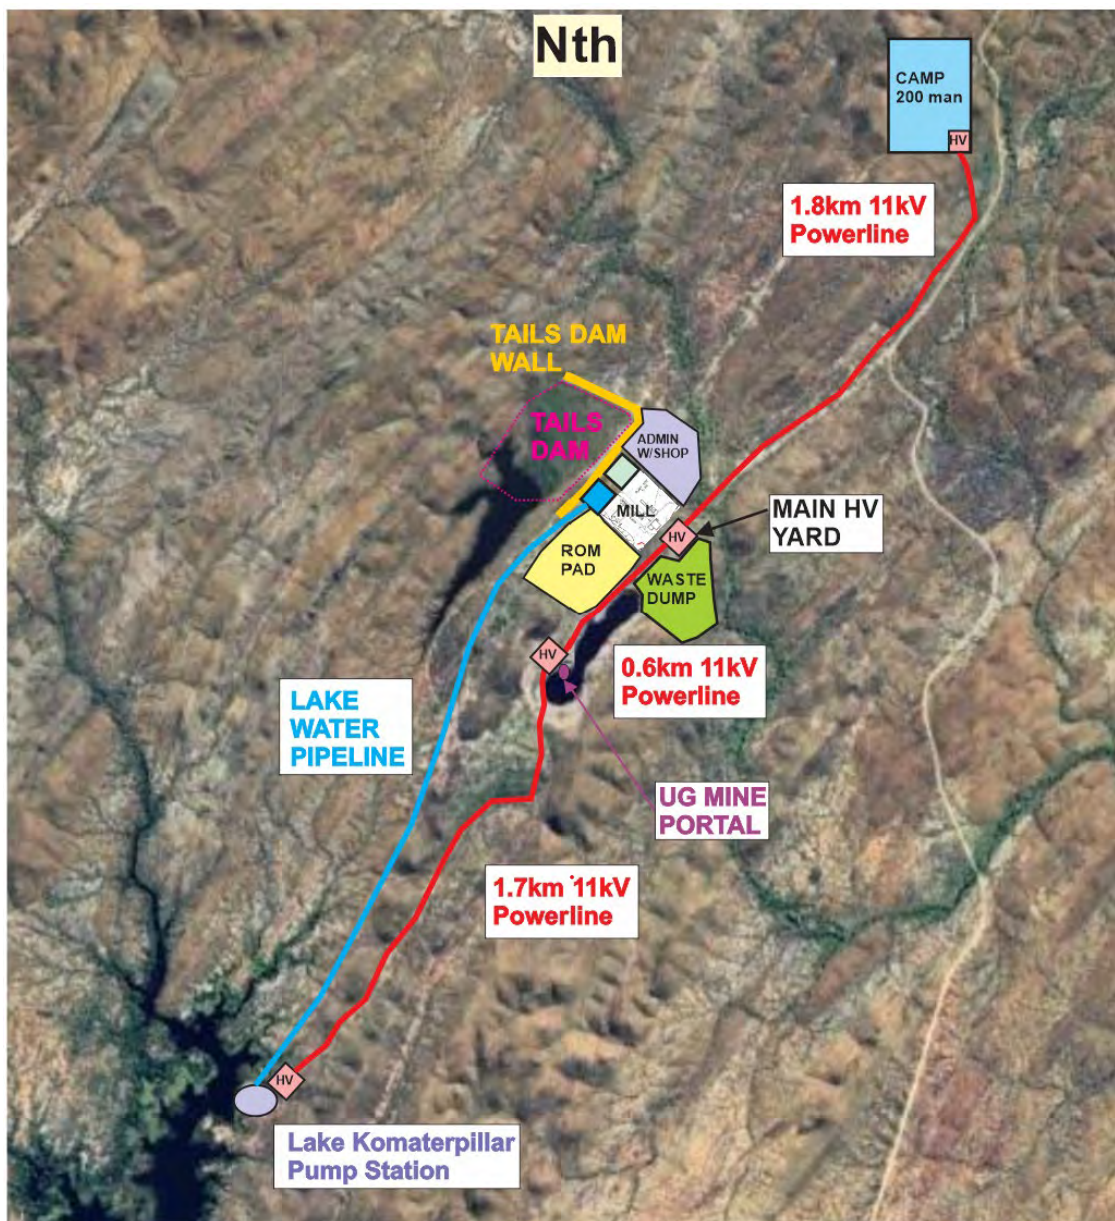 Nth
CAMP
200 man
HV
1.8km 11kV
Powerline
TAILS DAM
WALL
TAILS
DAM
ADMIN
W/SHOP
MILL
MAIN HV
YARD
HV
ROM
PAD
WASTE
DUMP
HV
0.6km 11kV
Powerline
LAKE
WATER
PIPELINE
UG MINE
PORTAL
1.7km 11kV
Powerline
HV
Lake Komaterpillar
Pump Station